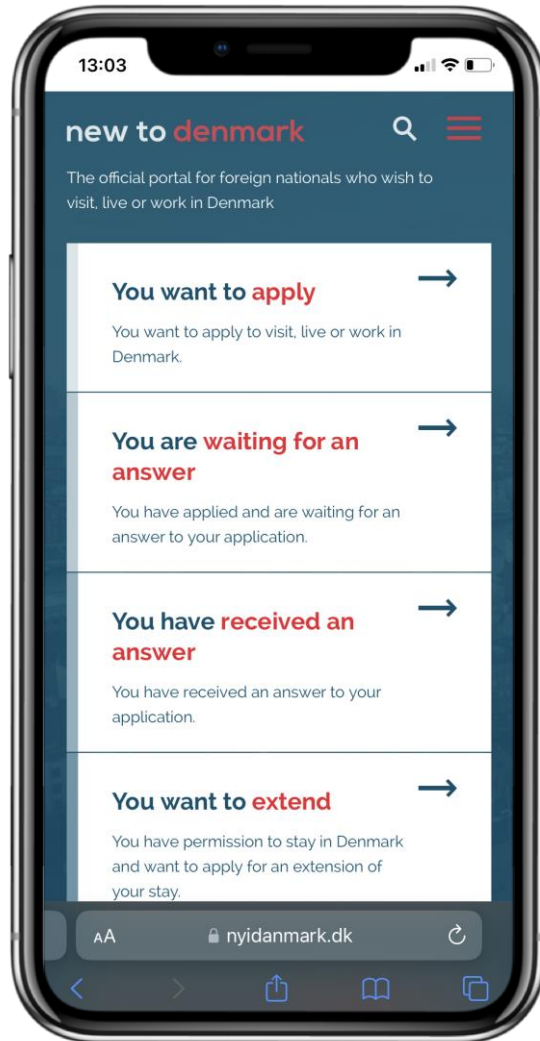 13:03
new to denmark
The official portal for foreign nationals who wish to
visit, live or work in Denmark
You want to apply
You want to apply to visit, live or work in
Denmark.
You are waiting for an
answer
You have applied and are waiting for an
answer to your application.
You have received an
answer
You have received an answer to your
application.
You want to extend
You have permission to stay in Denmark
and want to apply for an extension of
your stay.
AA nyidanmark.dk